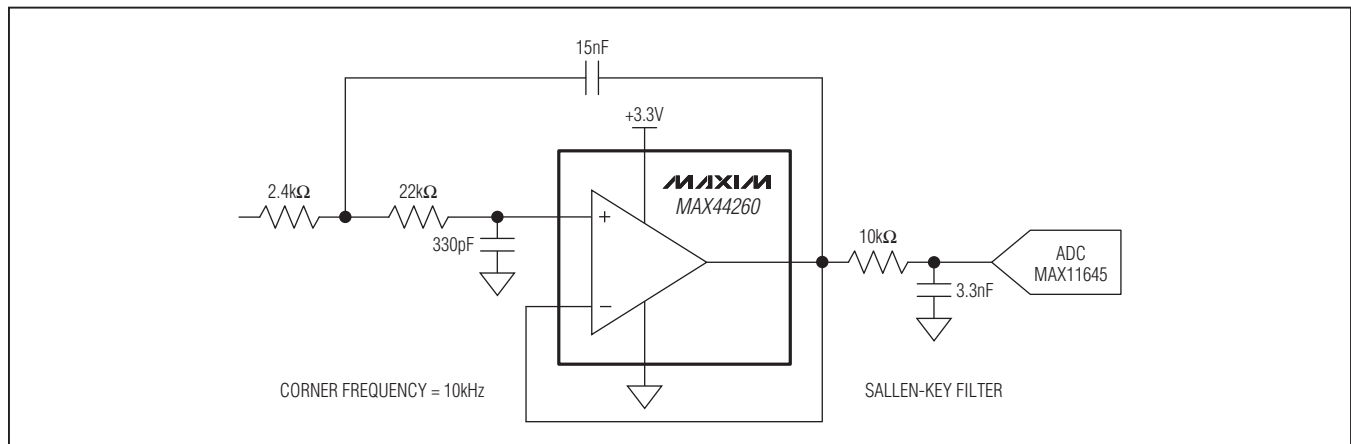 15nF
+3.3V
2.4kΩ
22kΩ
MAXIM
MAX44260
+
330pF
10kΩ
ADC
MAX11645
−
3.3nF
CORNER FREQUENCY = 10kHz
SALLEN-KEY FILTER